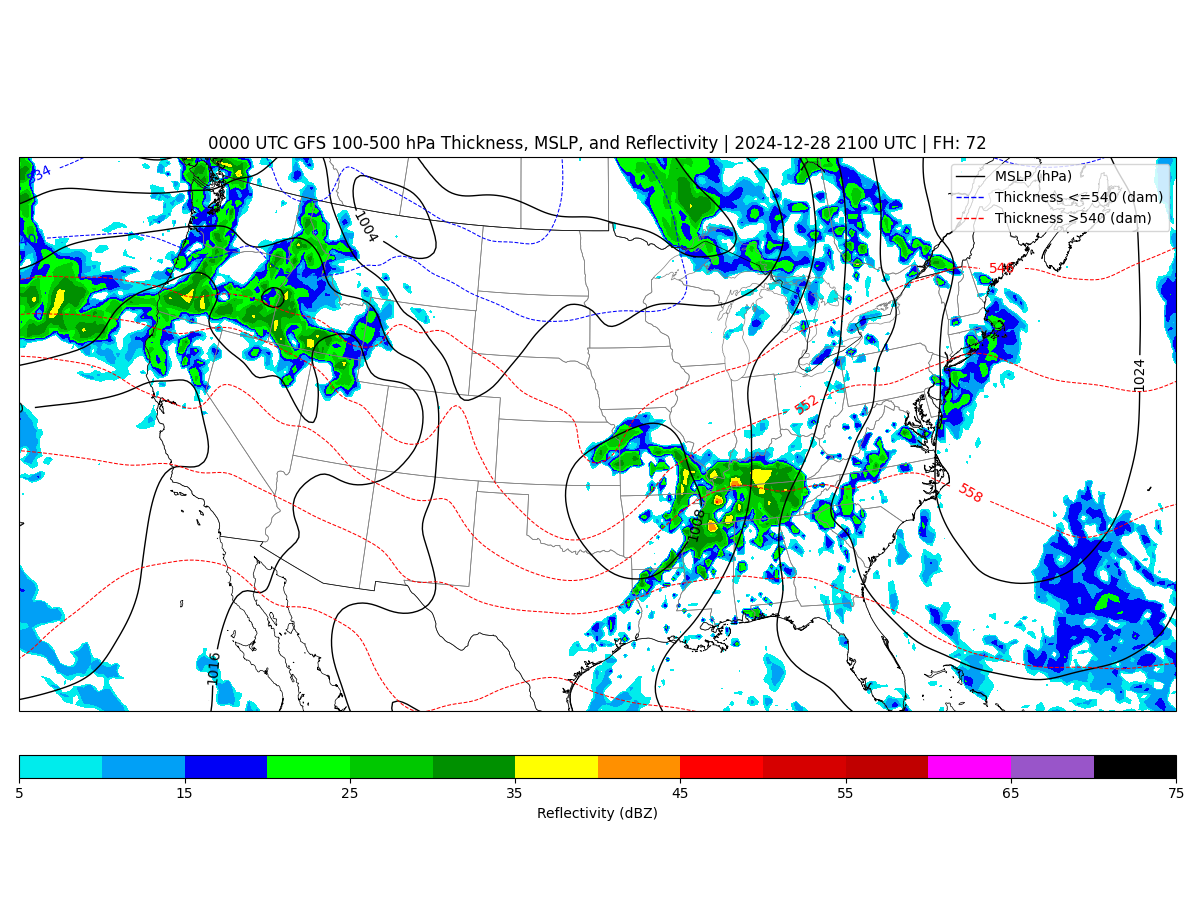 0000 UTC GFS 100-500 hPa Thickness, MSLP, and Reflectivity | 2024-12-28 2100 UTC | FH: 72
MSLP (hPa)
Thickness <=540 (dam)
Thickness >540 (dam)
534
1004
546
552
1024
558
1008
1016
5 15 25 35 45 55 65 75
Reflectivity (dBZ)